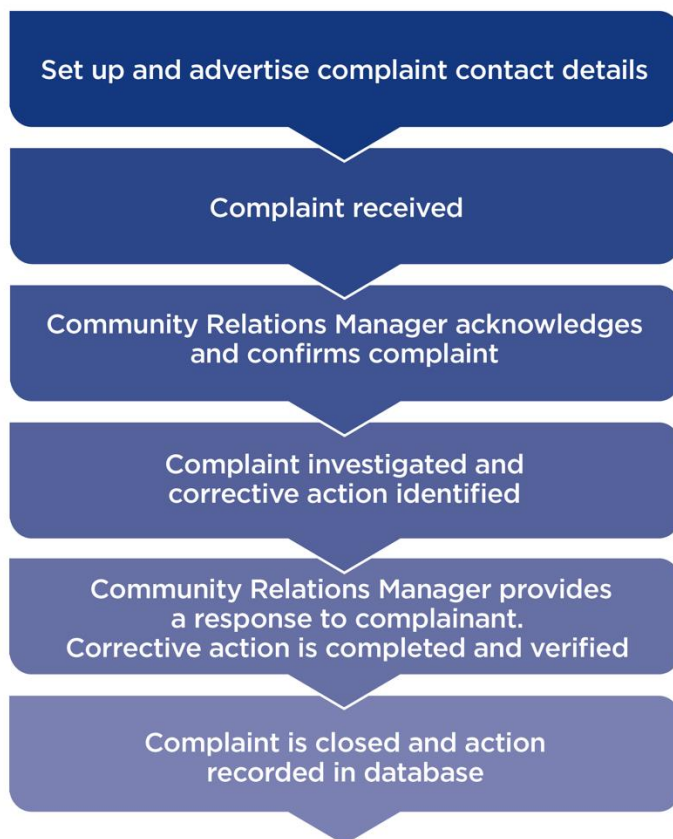 Set up and advertise complaint contact details
Complaint received
Community Relations Manager acknowledges
and confirms complaint
Complaint investigated and
corrective action identified
Community Relations Manager provides
a response to complainant.
Corrective action is completed and verified
Complaint is closed and action
recorded in database